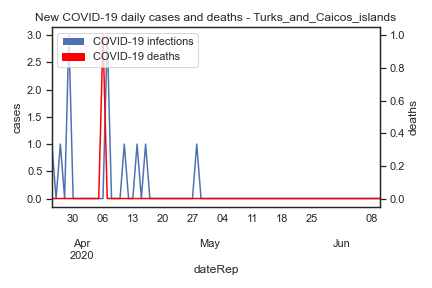 New COVID-19 daily cases and deaths - Turks_and_Caicos_islands
COVID-19 infections
COVID-19 deaths
3.0
2.5
2.0
1.5
1.0
0.5
0.0
cases
1.0
0.8
0.6
0.4
0.2
0.0
deaths
30 06 13 20 27 04 11 18 25 08
Apr May Jun
2020
dateRep